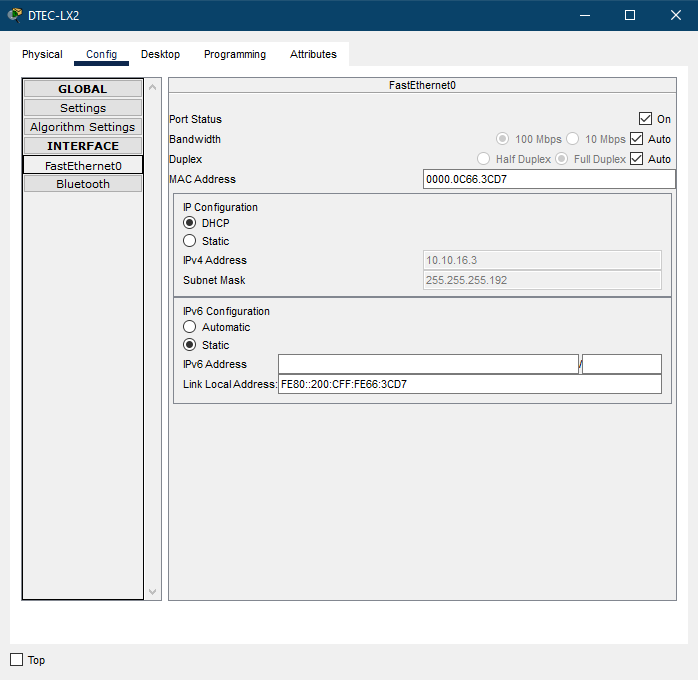 DTEC-LX2
Physical Config Desktop Programming Attributes
GLOBAL
Settings
Algorithm Settings
INTERFACE
FastEthernet0
Bluetooth
FastEthernet0
Port Status On
Bandwidth 100 Mbps 10 Mbps Auto
Duplex Half Duplex Full Duplex Auto
MAC Address 0000.0C66.3CD7
IP Configuration
DHCP
Static
IPv4 Address 10.10.16.3
Subnet Mask 255.255.255.192
IPv6 Configuration
Automatic
Static
IPv6 Address /
Link Local Address: FE80::200:CFF:FE66:3CD7
Top